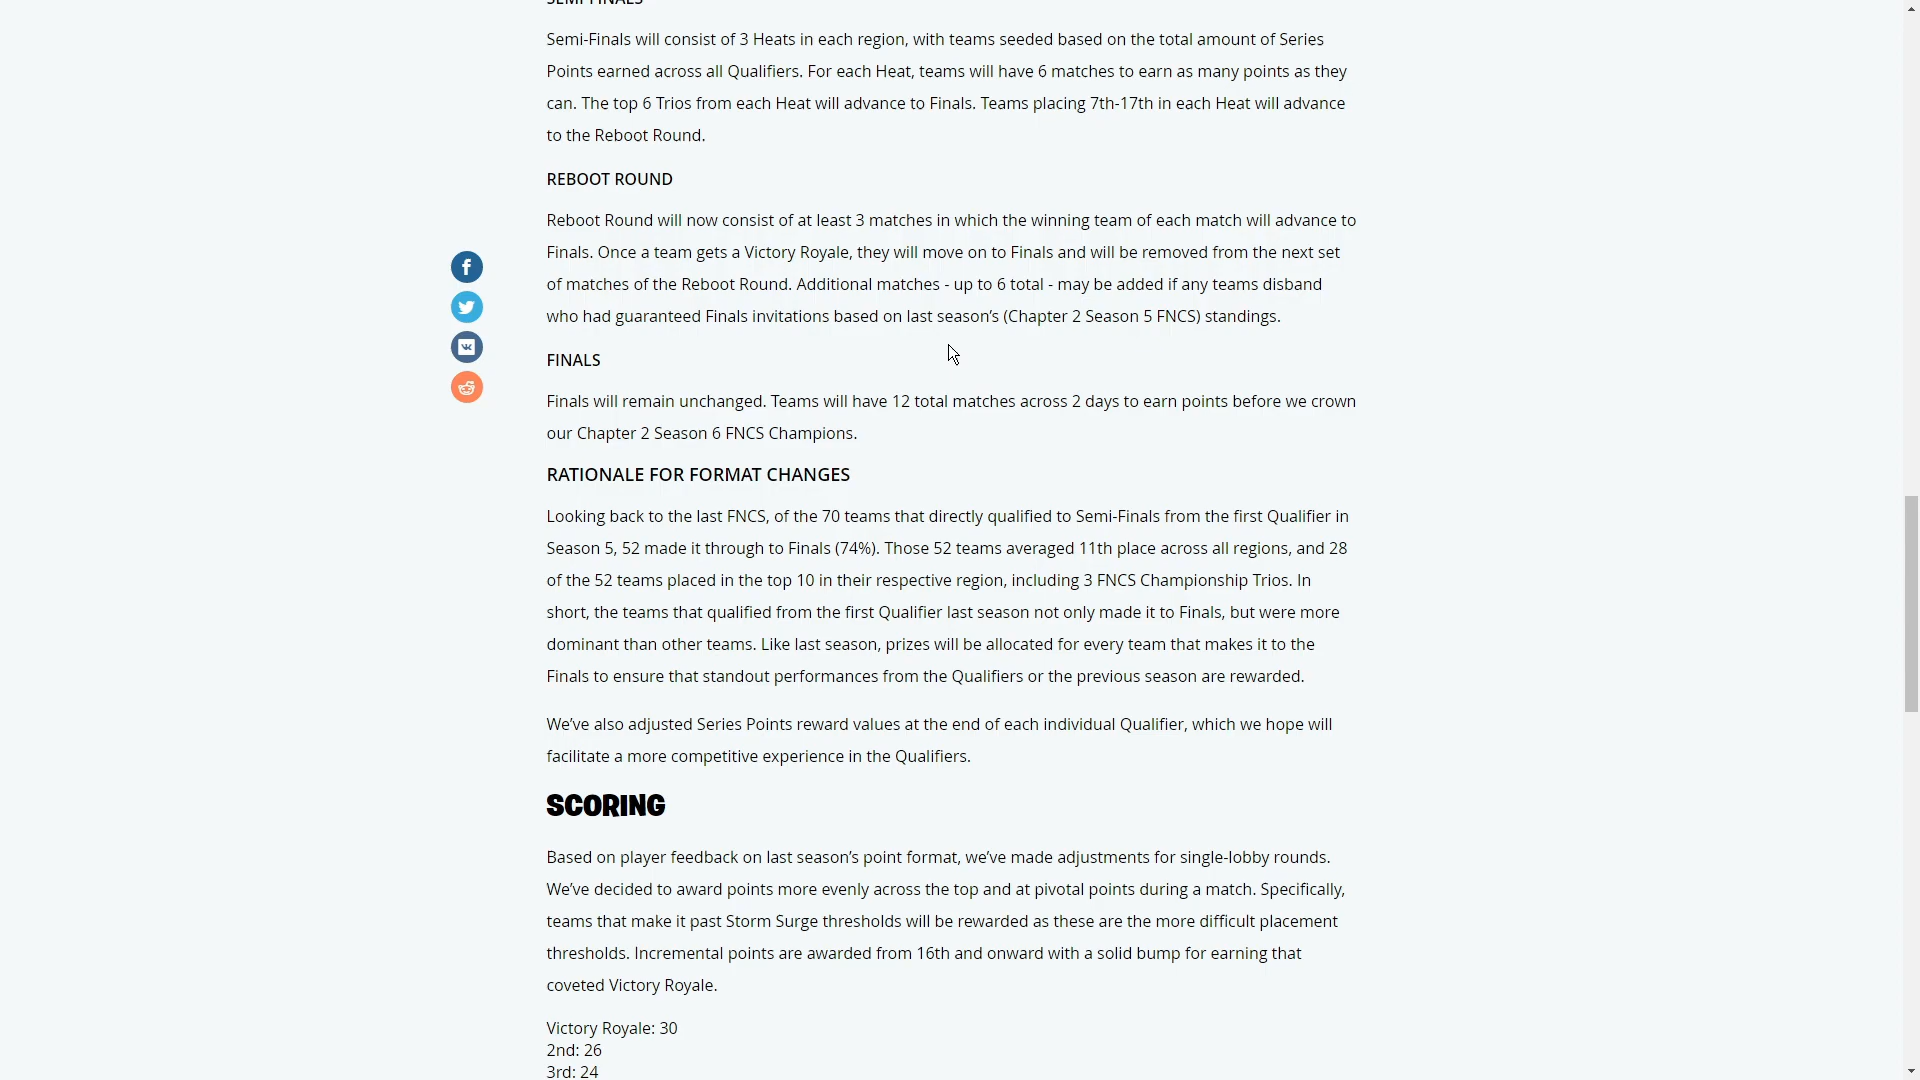 SEMI-FINALS
Semi-Finals will consist of 3 Heats in each region, with teams seeded based on the total amount of Series
Points earned across all Qualifiers. For each Heat, teams will have 6 matches to earn as many points as they
can. The top 6 Trios from each Heat will advance to Finals. Teams placing 7th-17th in each Heat will advance
to the Reboot Round.
REBOOT ROUND
Reboot Round will now consist of at least 3 matches in which the winning team of each match will advance to
Finals. Once a team gets a Victory Royale, they will move on to Finals and will be removed from the next set
of matches of the Reboot Round. Additional matches - up to 6 total - may be added if any teams disband
who had guaranteed Finals invitations based on last season’s (Chapter 2 Season 5 FNCS) standings.
FINALS
Finals will remain unchanged. Teams will have 12 total matches across 2 days to earn points before we crown
our Chapter 2 Season 6 FNCS Champions.
RATIONALE FOR FORMAT CHANGES
Looking back to the last FNCS, of the 70 teams that directly qualified to Semi-Finals from the first Qualifier in
Season 5, 52 made it through to Finals (74%). Those 52 teams averaged 11th place across all regions, and 28
of the 52 teams placed in the top 10 in their respective region, including 3 FNCS Championship Trios. In
short, the teams that qualified from the first Qualifier last season not only made it to Finals, but were more
dominant than other teams. Like last season, prizes will be allocated for every team that makes it to the
Finals to ensure that standout performances from the Qualifiers or the previous season are rewarded.
We’ve also adjusted Series Points reward values at the end of each individual Qualifier, which we hope will
facilitate a more competitive experience in the Qualifiers.
SCORING
Based on player feedback on last season’s point format, we’ve made adjustments for single-lobby rounds.
We’ve decided to award points more evenly across the top and at pivotal points during a match. Specifically,
teams that make it past Storm Surge thresholds will be rewarded as these are the more difficult placement
thresholds. Incremental points are awarded from 16th and onward with a solid bump for earning that
coveted Victory Royale.
Victory Royale: 30
2nd: 26
3rd: 24